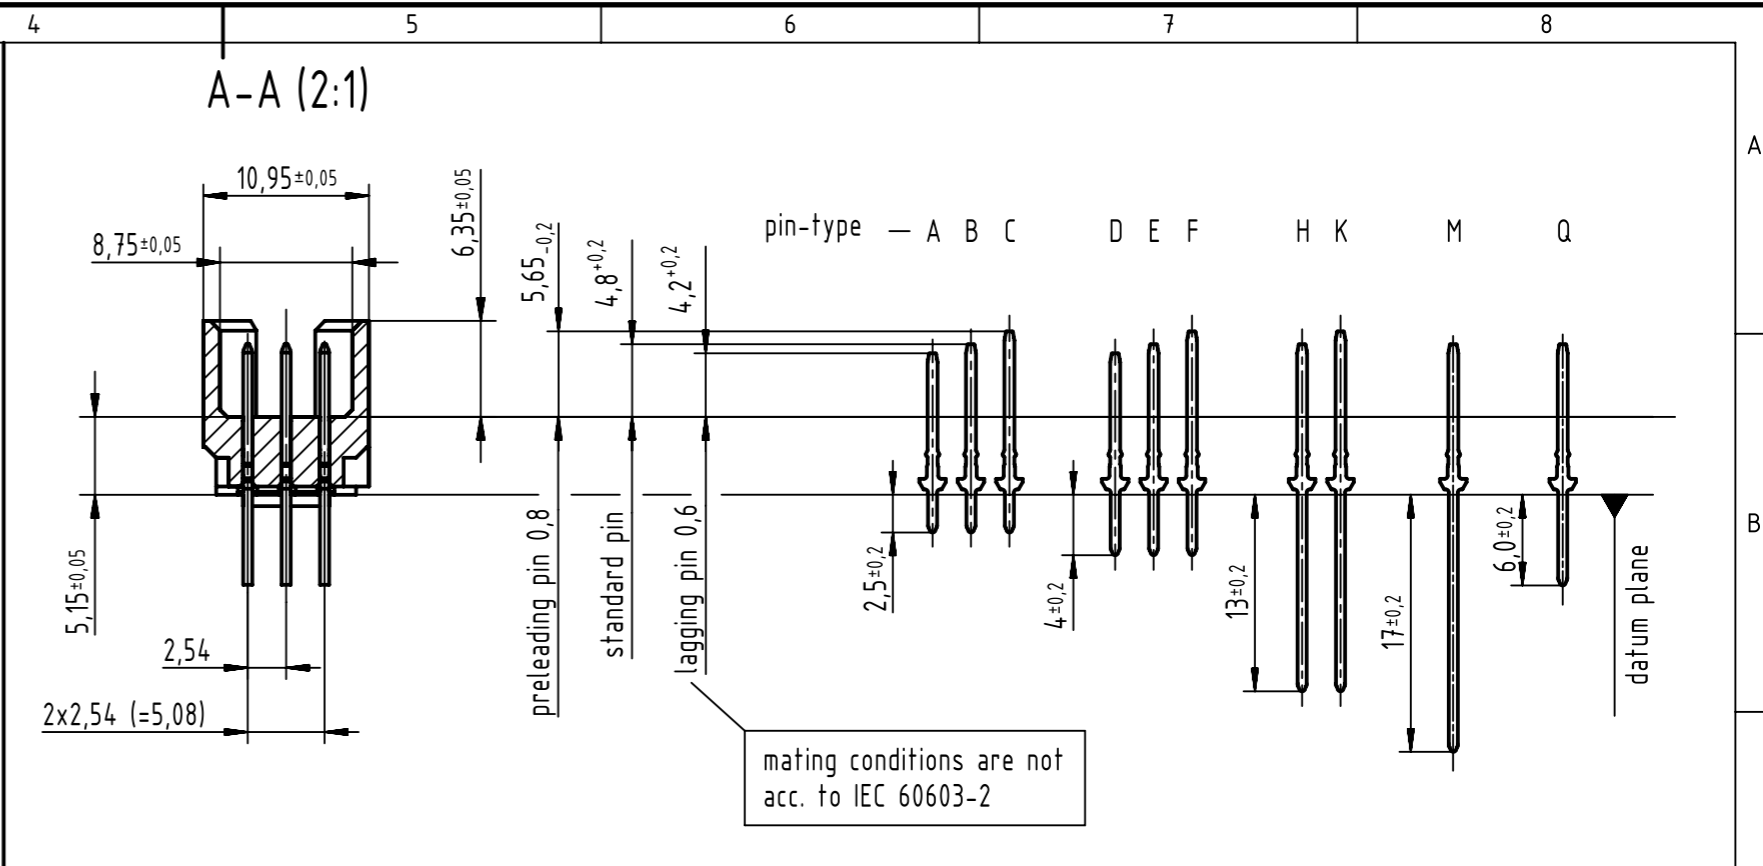 4 5 6 7 8
A-A (2:1)
A
10,95±0,05
8,75±0,05
6,35±0,05
5,65-0,2
4,8+0,2
4,2+0,2
pin-type — A B C D E F H K M Q
B
5,15±0,05
2,54
2x2,54 (=5,08)
preleading pin 0,8
standard pin
lagging pin 0,6
2,5±0,2
4±0,2
13±0,2
17±0,2
6,0±0,2
datum plane
mating conditions are not
acc. to IEC 60603-2